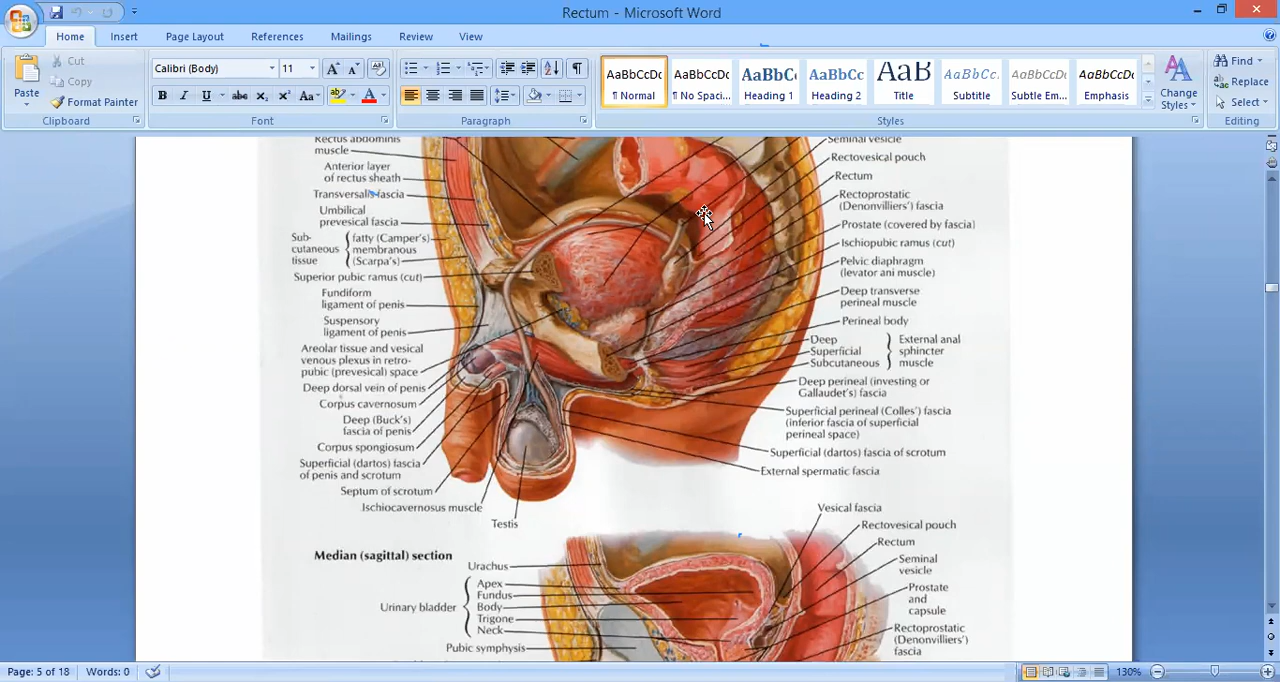 Rectum - Microsoft Word
Home Insert Page Layout References Mailings Review View
Paste
Cut
Copy
Format Painter
Clipboard
Calibri (Body) 11
Font
Paragraph
AaBbCcDc AaBbCcDc AaBbC AaBbCc AaB AaBbCc. AaBbCcDc AaBbCcDc
¶ Normal ¶ No Spaci... Heading 1 Heading 2 Title Subtitle Subtle Em... Emphasis
Styles
Change Styles
Find
Replace
Select
Editing
Rectus abdominis
muscle
Anterior layer
of rectus sheath
Transversalis fascia
Umbilical
prevesical fascia
Sub-
cutaneous
tissue
fatty (Camper's)
membranous
(Scarpa's)
Superior pubic ramus (cut)
Fundiform
ligament of penis
Suspensory
ligament of penis
Areolar tissue and vesical
venous plexus in retro-
pubic (prevesical) space
Deep dorsal vein of penis
Corpus cavernosum
Deep (Buck's)
fascia of penis
Corpus spongiosum
Superficial (dartos) fascia
of penis and scrotum
Septum of scrotum
Ischiocavernosus muscle
Testis
Seminal vesicle
Rectovesical pouch
Rectum
Rectoprostatic
(Denonvilliers') fascia
Prostate (covered by fascia)
Ischiopubic ramus (cut)
Pelvic diaphragm
(levator ani muscle)
Deep transverse
perineal muscle
Perineal body
Deep
Superficial
Subcutaneous
External anal
sphincter
muscle
Deep perineal (investing or
Gallaudet's) fascia
Superficial perineal (Colles') fascia
(inferior fascia of superficial
perineal space)
Superficial (dartos) fascia of scrotum
External spermatic fascia
Median (sagittal) section
Urachus
Urinary bladder
Apex
Fundus
Body
Trigone
Neck
Pubic symphysis
Vesical fascia
Rectovesical pouch
Rectum
Seminal
vesicle
Prostate
and
capsule
Rectoprostatic
(Denonvilliers')
fascia
Page: 5 of 18 Words: 0 130%